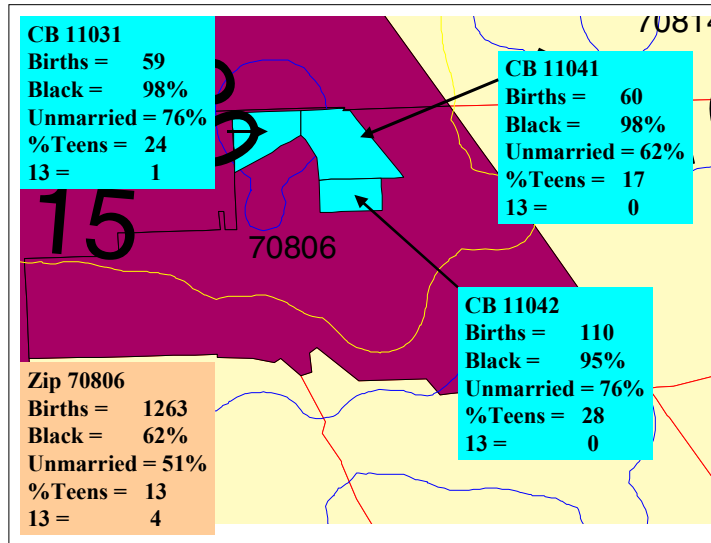 CB 11031
Births = 59
Black = 98%
Unmarried = 76%
%Teens = 24
13 = 1
CB 11041
Births = 60
Black = 98%
Unmarried = 62%
%Teens = 17
13 = 0
15
70806
CB 11042
Births = 110
Black = 95%
Unmarried = 76%
%Teens = 28
13 = 0
Zip 70806
Births = 1263
Black = 62%
Unmarried = 51%
%Teens = 13
13 = 4